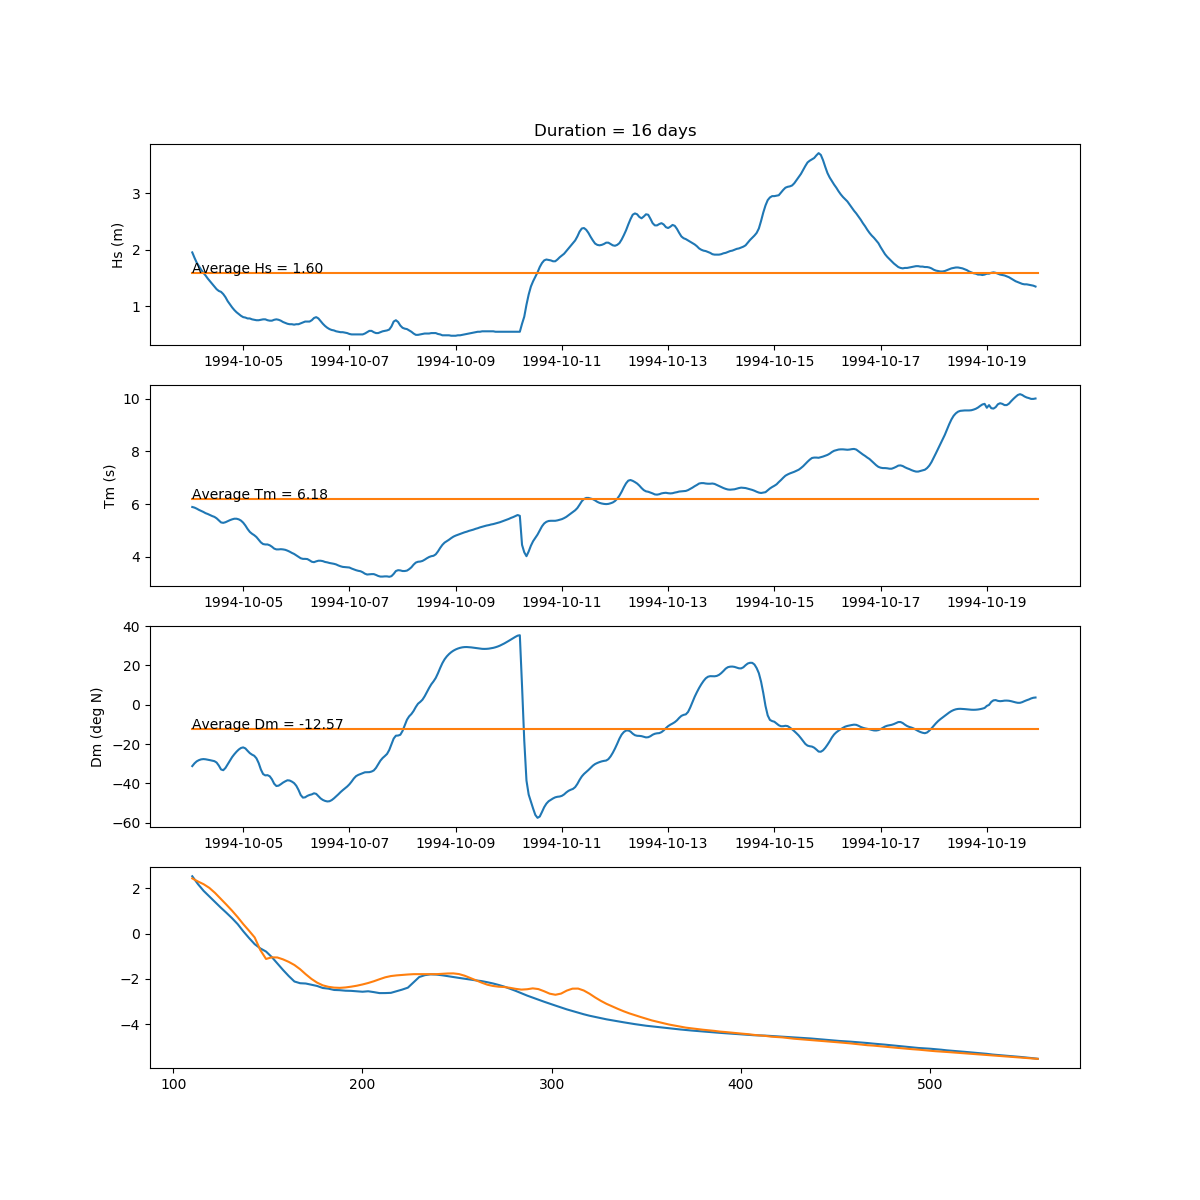 Duration = 16 days
Hs (m)
3
2
1
Average Hs = 1.60
1994-10-05 1994-10-07 1994-10-09 1994-10-11 1994-10-13 1994-10-15 1994-10-17 1994-10-19
Tm (s)
10
8
6
4
Average Tm = 6.18
1994-10-05 1994-10-07 1994-10-09 1994-10-11 1994-10-13 1994-10-15 1994-10-17 1994-10-19
Dm (deg N)
40
20
0
−20
−40
−60
Average Dm = -12.57
1994-10-05 1994-10-07 1994-10-09 1994-10-11 1994-10-13 1994-10-15 1994-10-17 1994-10-19
2
0
−2
−4
100 200 300 400 500